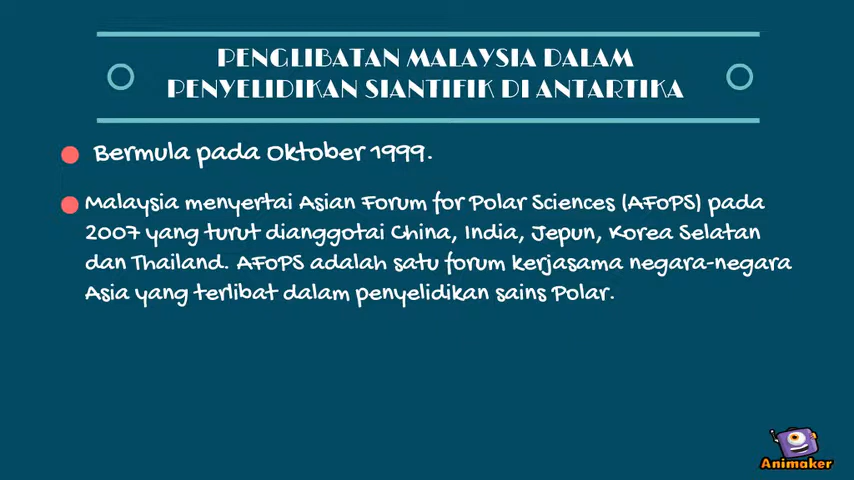 PENGLIBATAN MALAYSIA DALAM
PENYELIDIKAN SIANTIFIK DI ANTARTIKA
Bermula pada Oktober 1999.
Malaysia menyertai Asian Forum for Polar Sciences (AFoPS) pada
2007 yang turut dianggotai China, India, Jepun, Korea Selatan
dan Thailand. AFoPS adalah satu forum kerjasama negara-negara
Asia yang terlibat dalam penyelidikan sains Polar.
Animaker